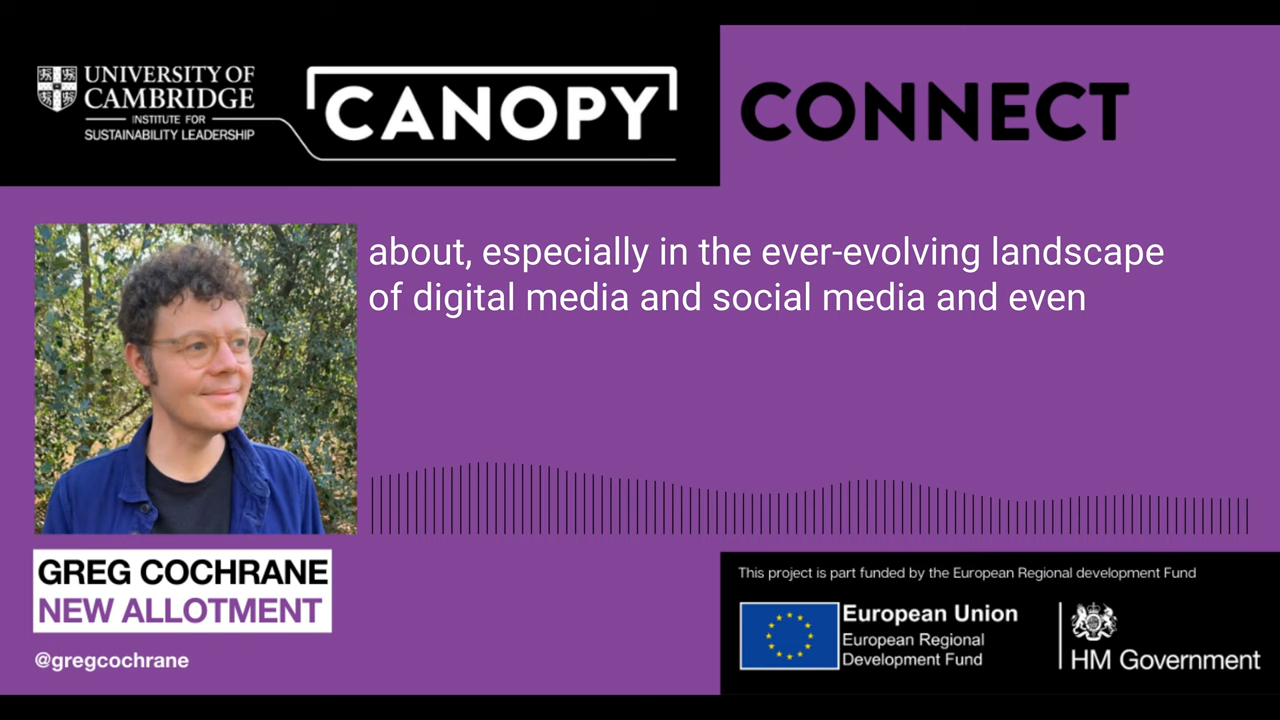 UNIVERSITY OF
CAMBRIDGE
INSTITUTE FOR
SUSTAINABILITY LEADERSHIP
CANOPY
CONNECT
about, especially in the ever-evolving landscape
of digital media and social media and even
GREG COCHRANE
NEW ALLOTMENT
@gregcochrane
This project is part funded by the European Regional development Fund
European Union
European Regional
Development Fund
HM Government